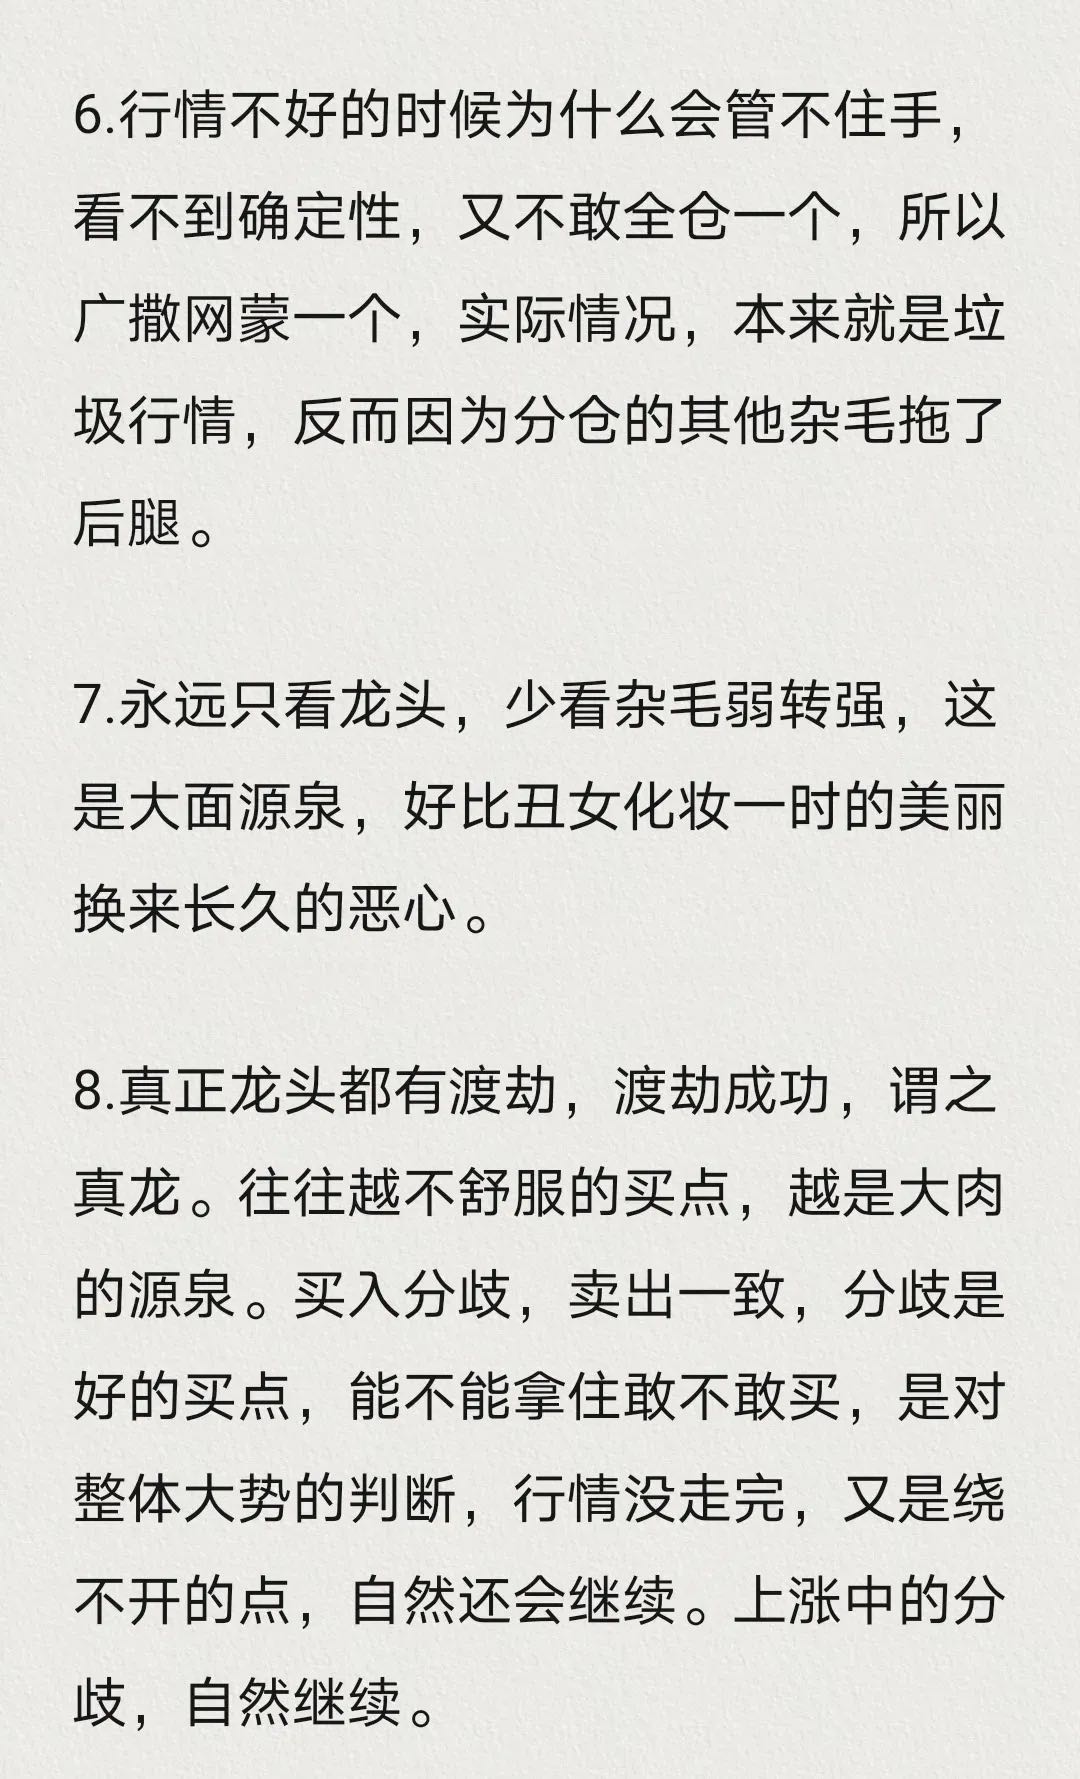 6.行情不好的时候为什么会管不住手，
看不到确定性，又不敢全仓一个，所以
广撒网蒙一个，实际情况，本来就是垃
圾行情，反而因为分仓的其他杂毛拖了
后腿。
7.永远只看龙头，少看杂毛弱转强，这
是大面源泉，好比丑女化妆一时的美丽
换来长久的恶心。
8.真正龙头都有渡劫，渡劫成功，谓之
真龙。往往越不舒服的买点，越是大肉
的源泉。买入分歧，卖出一致，分歧是
好的买点，能不能拿住敢不敢买，是对
整体大势的判断，行情没走完，又是绕
不开的点，自然还会继续。上涨中的分
歧，自然继续。